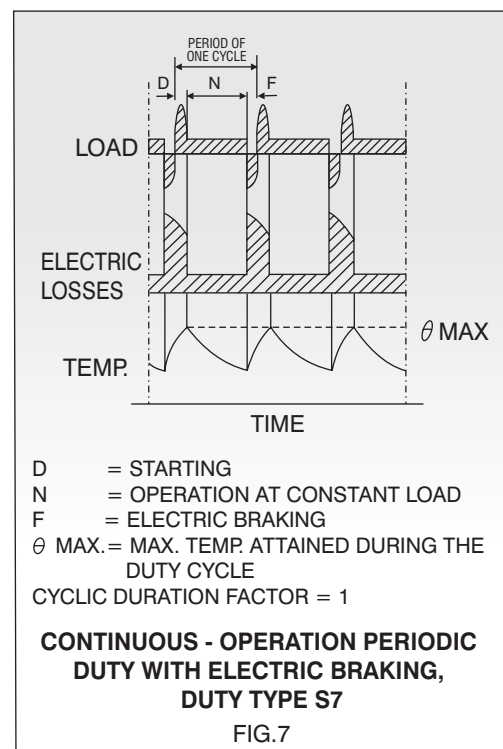 PERIOD OF
ONE CYCLE
D N F
LOAD
ELECTRIC
LOSSES
θ MAX
TEMP.
TIME
D = STARTING
N = OPERATION AT CONSTANT LOAD
F = ELECTRIC BRAKING
θ MAX.= MAX. TEMP. ATTAINED DURING THE
DUTY CYCLE
CYCLIC DURATION FACTOR = 1
CONTINUOUS - OPERATION PERIODIC
DUTY WITH ELECTRIC BRAKING,
DUTY TYPE S7
FIG.7